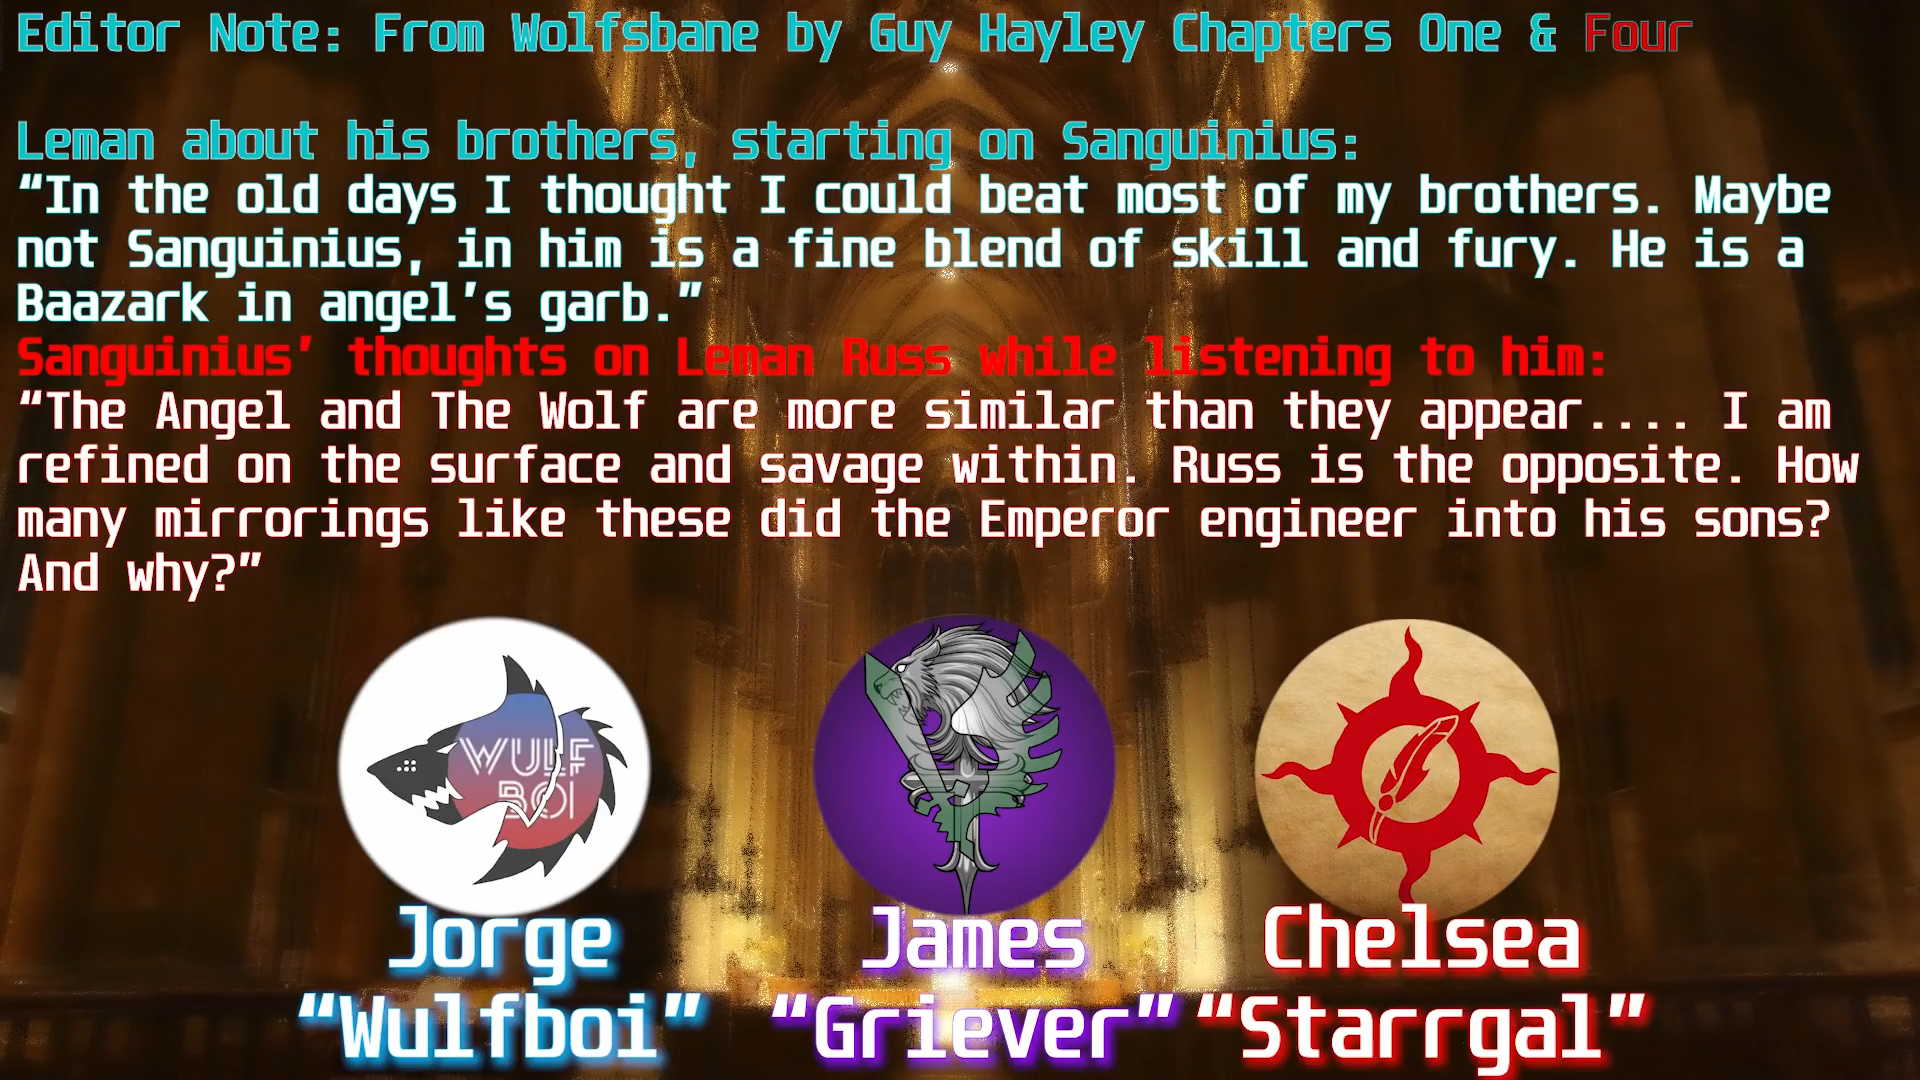 Editor Note: From Wolfsbane by Guy Hayley Chapters One & Four
Leman about his brothers, starting on Sanguinius:
“In the old days I thought I could beat most of my brothers. Maybe
not Sanguinius, in him is a fine blend of skill and fury. He is a
Baazark in angel’s garb.”
Sanguinius’ thoughts on Leman Russ while listening to him:
“The Angel and The Wolf are more similar than they appear.... I am
refined on the surface and savage within. Russ is the opposite. How
many mirrorings like these did the Emperor engineer into his sons?
And why?”
WULF
BOI
Jorge
“Wulfboi”
James
“Griever”
Chelsea
“Starrgal”